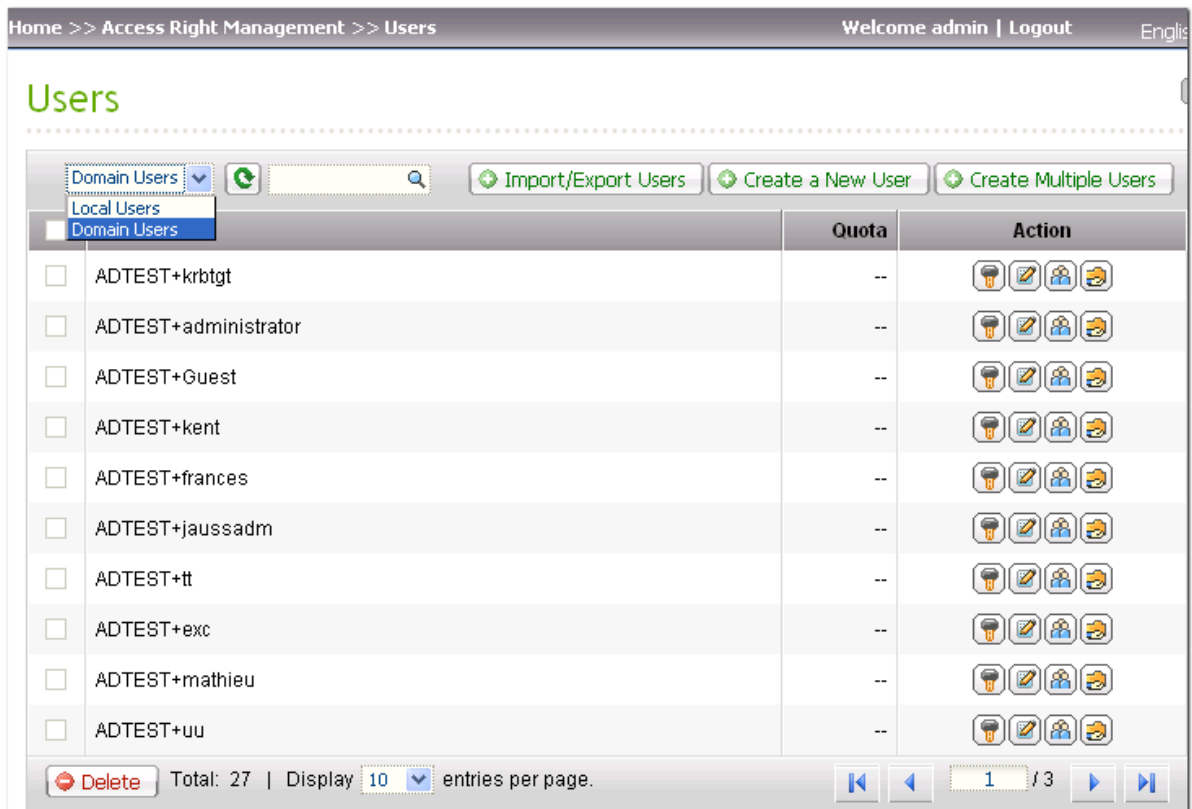 Home >> Access Right Management >> Users Welcome admin | Logout
Users
Domain Users Import/Export Users Create a New User Create Multiple Users
Local Users
Domain Users
Quota Action
ADTEST+krbtgt --
ADTEST+administrator --
ADTEST+Guest --
ADTEST+kent --
ADTEST+frances --
ADTEST+jaussadm --
ADTEST+tt --
ADTEST+exc --
ADTEST+mathieu --
ADTEST+uu --
Delete Total: 27 | Display 10 entries per page. 1 / 3